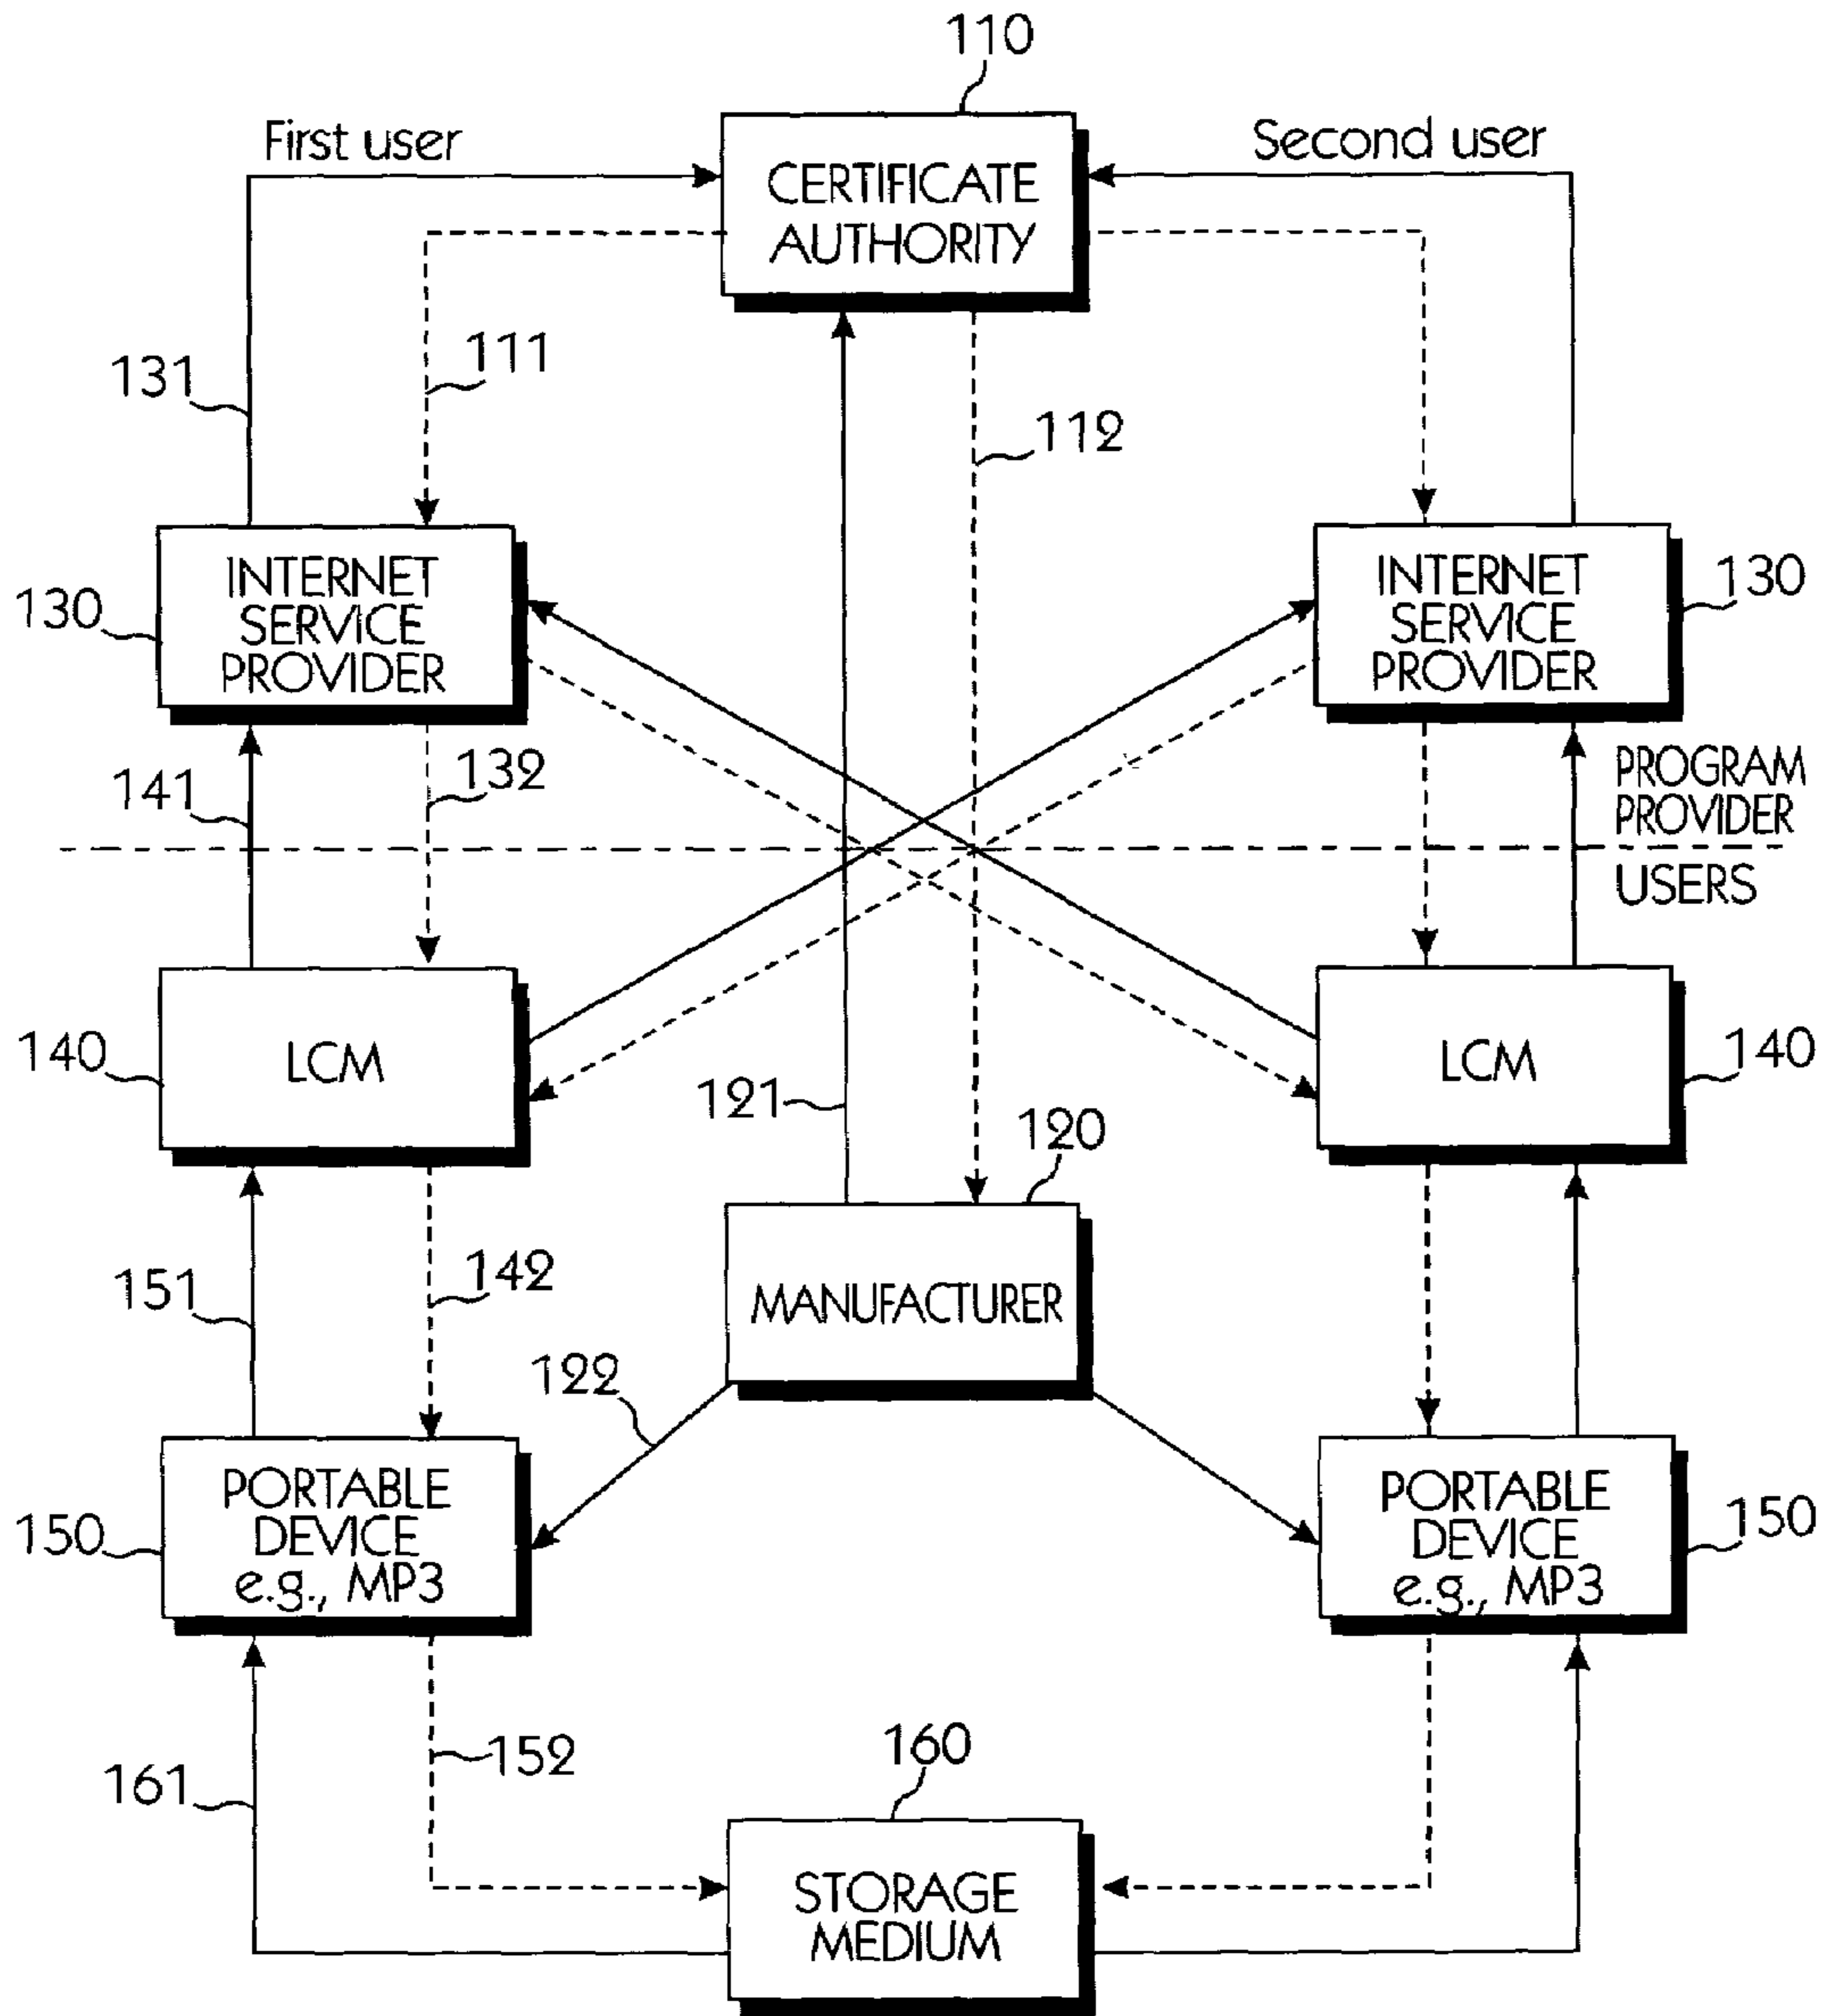 110
First user
Second user
CERTIFICATE
AUTHORITY
131
111
112
130
INTERNET
SERVICE
PROVIDER
INTERNET
SERVICE
PROVIDER
130
141
132
PROGRAM
PROVIDER
USERS
140
LCM
LCM
140
121
120
151
142
MANUFACTURER
122
150
PORTABLE
DEVICE
e.g., MP3
PORTABLE
DEVICE
e.g., MP3
150
161
152
160
STORAGE
MEDIUM